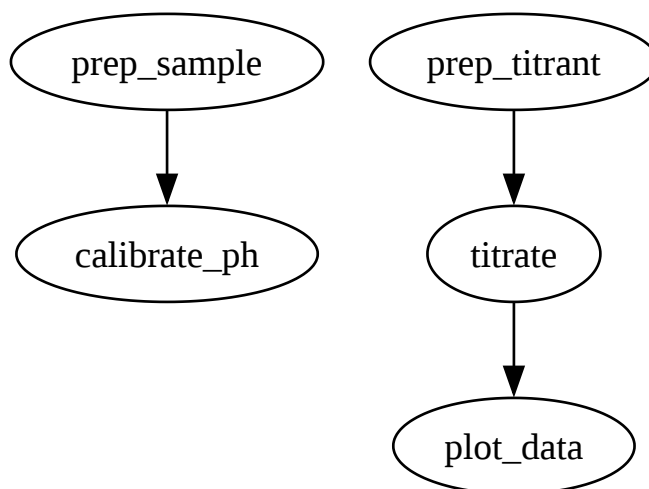 prep_sample
prep_titrant
calibrate_ph
titrate
plot_data